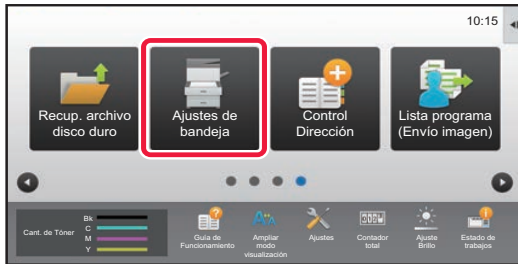 10:15
Recup. archivo
disco duro
Ajustes de
bandeja
Control
Dirección
Lista programa
(Envío imagen)
Cant. de Tóner
Bk
C
M
Y
Guía de
Funcionamiento
Ampliar
modo
visualización
Ajustes
Contador
total
Ajuste
Brillo
Estado de
trabajos